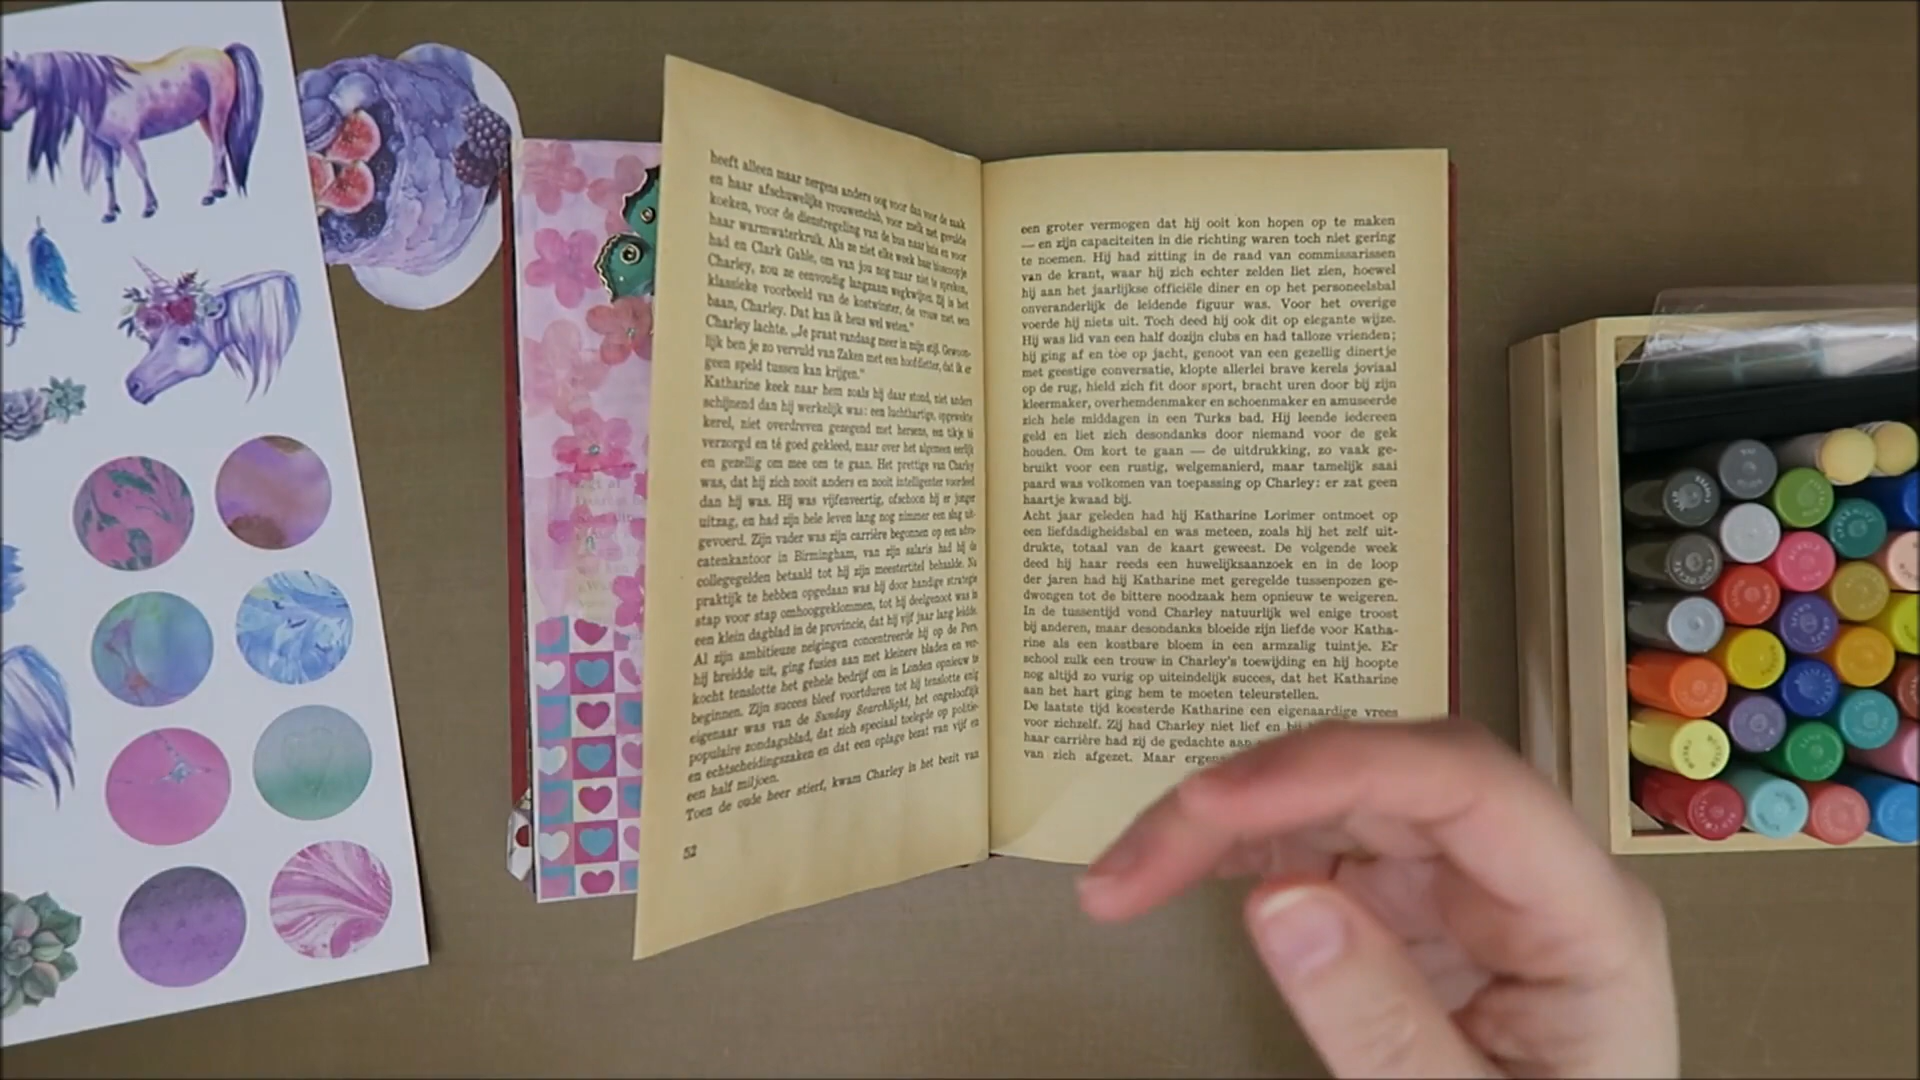 heeft alleen maar nergens anders oog voor dan voor de zaak
en haar afschuwelijke vrouwenclub, voor melk met gevulde
koeken, voor de dienstregeling van de bus naar huis en voor
haar warmwaterkruik. Als ze niet elke week haar bioscoopje
had en Clark Gable, om van jou nog maar niet te spreken,
Charley, zou ze eenvoudig langzaam wegkwijnen. Zij is het
klassieke voorbeeld van de kostwinster, de vrouw met een
baan, Charley. Dat kan ik heus wel weten.”
Charley lachte. „Je praat vandaag meer in mijn stijl. Gewoon-
lijk ben je zo vervuld van Zaken met een hoofdletter, dat ik er
geen speld tussen kan krijgen.”
Katharine keek naar hem zoals hij daar stond, niet anders
schijnend dan hij werkelijk was: een luchthartige, opgewekte
kerel, niet overdreven gezegend met hersens, een tikje té
verzorgd en té goed gekleed, maar over het algemeen eerlijk
en gezellig om mee om te gaan. Het prettige van Charley
was, dat hij zich nooit anders en nooit intelligenter voordeed
dan hij was. Hij was vijfenveertig, ofschoon hij er jonger
uitzag, en had zijn hele leven lang nog nimmer een slag uit-
gevoerd. Zijn vader was zijn carrière begonnen op een advo-
catenkantoor in Birmingham, van zijn salaris had hij de
collegegelden betaald tot hij zijn meestertitel behaalde. Na
praktijk te hebben opgedaan was hij door handige strategie
stap voor stap omhooggeklommen, tot hij deelgenoot was in
een klein dagblad in de provincie, dat hij vijf jaar lang leidde.
Al zijn ambitieuze neigingen concentreerde hij op de Pers,
hij breidde uit, ging fusies aan met kleinere bladen en ver-
kocht tenslotte het gehele bedrijf om in Londen opnieuw te
beginnen. Zijn succes bleef voortduren tot hij tenslotte enig
eigenaar was van de Sunday Searchlight, het ongelooflijk
populaire zondagsblad, dat zich speciaal toelegde op politie-
en echtscheidingszaken en dat een oplage bezat van vijf en
een half miljoen.
Toen de oude heer stierf, kwam Charley in het bezit van
52
een groter vermogen dat hij ooit kon hopen op te maken
— en zijn capaciteiten in die richting waren toch niet gering
te noemen. Hij had zitting in de raad van commissarissen
van de krant, waar hij zich echter zelden liet zien, hoewel
hij aan het jaarlijkse officiële diner en op het personeelsbal
onveranderlijk de leidende figuur was. Voor het overige
voerde hij niets uit. Toch deed hij ook dit op elegante wijze.
Hij was lid van een half dozijn clubs en had talloze vrienden;
hij ging af en toe op jacht, genoot van een gezellig dinertje
met geestige conversatie, klopte allerlei brave kerels joviaal
op de rug, hield zich fit door sport, bracht uren door bij zijn
kleermaker, overhemdenmaker en schoenmaker en amuseerde
zich hele middagen in een Turks bad. Hij leende iedereen
geld en liet zich desondanks door niemand voor de gek
houden. Om kort te gaan — de uitdrukking, zo vaak ge-
bruikt voor een rustig, welgemanierd, maar tamelijk saai
paard was volkomen van toepassing op Charley: er zat geen
haartje kwaad bij.
Acht jaar geleden had hij Katharine Lorimer ontmoet op
een liefdadigheidsbal en was meteen, zoals hij het zelf uit-
drukte, totaal van de kaart geweest. De volgende week
deed hij haar reeds een huwelijksaanzoek en in de loop
der jaren had hij Katharine met geregelde tussenpozen ge-
dwongen tot de bittere noodzaak hem opnieuw te weigeren.
In de tussentijd vond Charley natuurlijk wel enige troost
bij anderen, maar desondanks bloeide zijn liefde voor Katha-
rine als een kostbare bloem in een armzalig tuintje. Er
school zulk een trouw in Charley's toewijding en hij hoopte
nog altijd zo vurig op uiteindelijk succes, dat het Katharine
aan het hart ging hem te moeten teleurstellen.
De laatste tijd koesterde Katharine een eigenaardige vrees
voor zichzelf. Zij had Charley niet lief en bij
haar carrière had zij de gedachte aan
van zich afgezet. Maar ergens